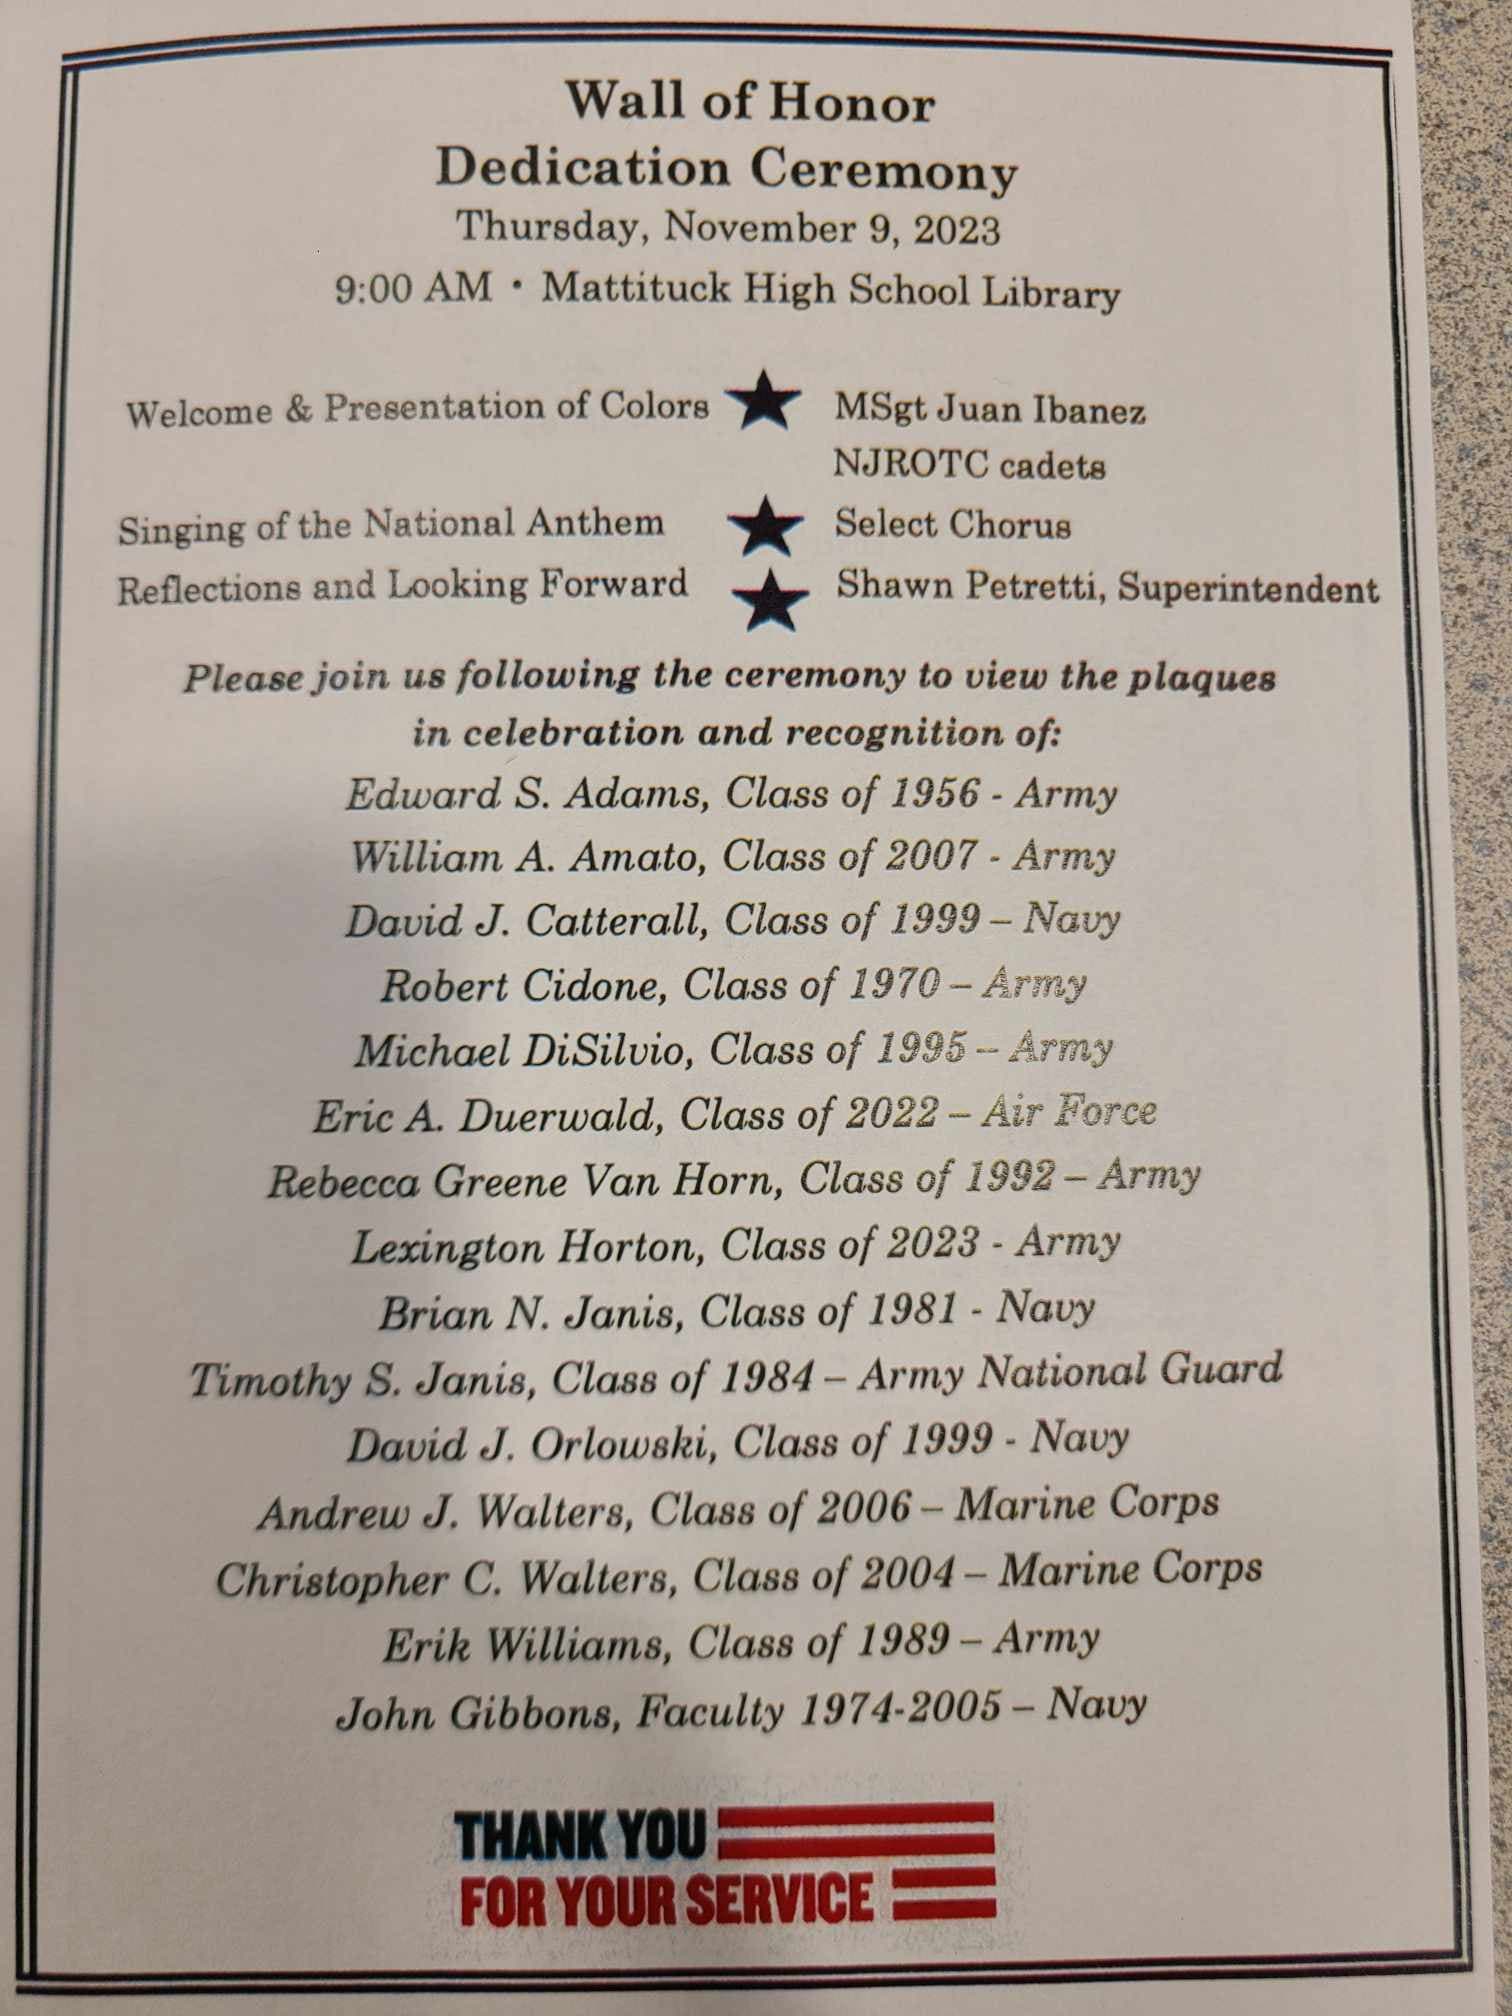 Wall of Honor
Dedication Ceremony
Thursday, November 9, 2023
9:00 AM • Mattituck High School Library
Welcome & Presentation of Colors ★ MSgt Juan Ibanez
NJROTC cadets
Singing of the National Anthem ★ Select Chorus
Reflections and Looking Forward ★ Shawn Petretti, Superintendent
Please join us following the ceremony to view the plaques
in celebration and recognition of:
Edward S. Adams, Class of 1956 - Army
William A. Amato, Class of 2007 - Army
David J. Catterall, Class of 1999 – Navy
Robert Cidone, Class of 1970 – Army
Michael DiSilvio, Class of 1995 – Army
Eric A. Duerwald, Class of 2022 – Air Force
Rebecca Greene Van Horn, Class of 1992 – Army
Lexington Horton, Class of 2023 - Army
Brian N. Janis, Class of 1981 - Navy
Timothy S. Janis, Class of 1984 – Army National Guard
David J. Orlowski, Class of 1999 - Navy
Andrew J. Walters, Class of 2006 – Marine Corps
Christopher C. Walters, Class of 2004 – Marine Corps
Erik Williams, Class of 1989 – Army
John Gibbons, Faculty 1974-2005 – Navy
THANK YOU
FOR YOUR SERVICE